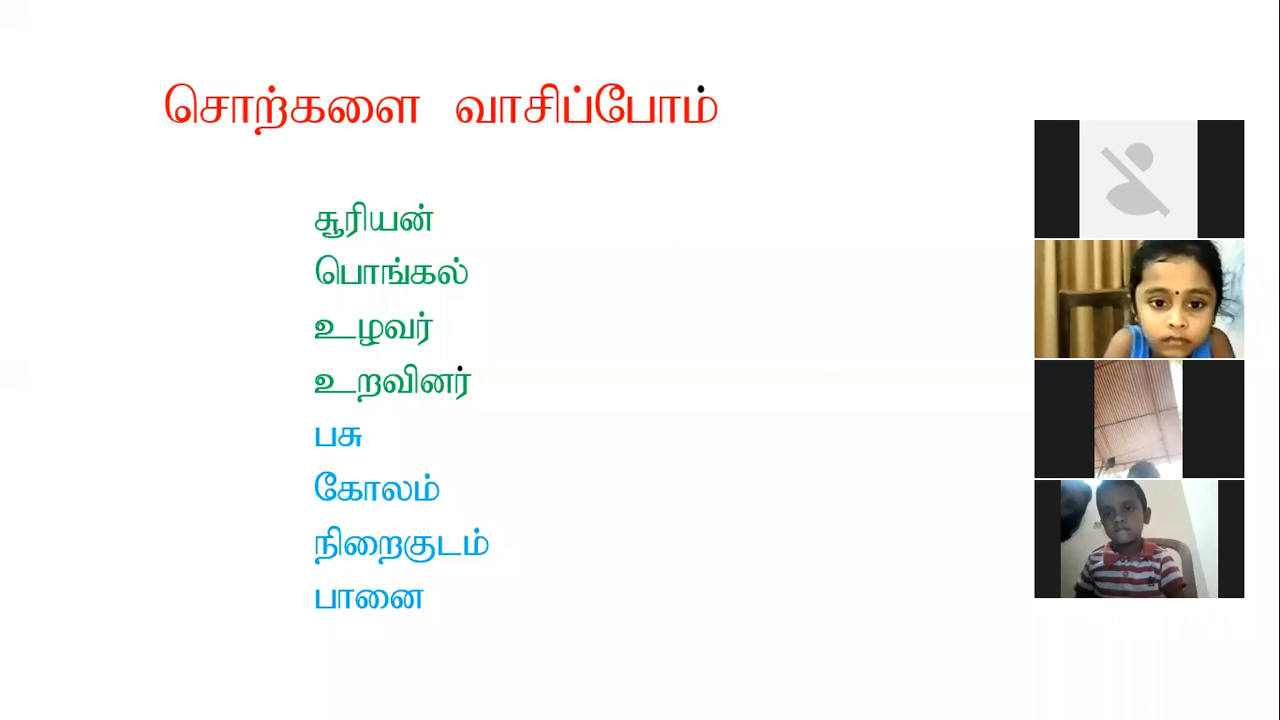 சொற்களை வாசிப்போம்
சூரியன்
பொங்கல்
உழவர்
உறவினர்
பசு
கோலம்
நிறைகுடம்
பானை